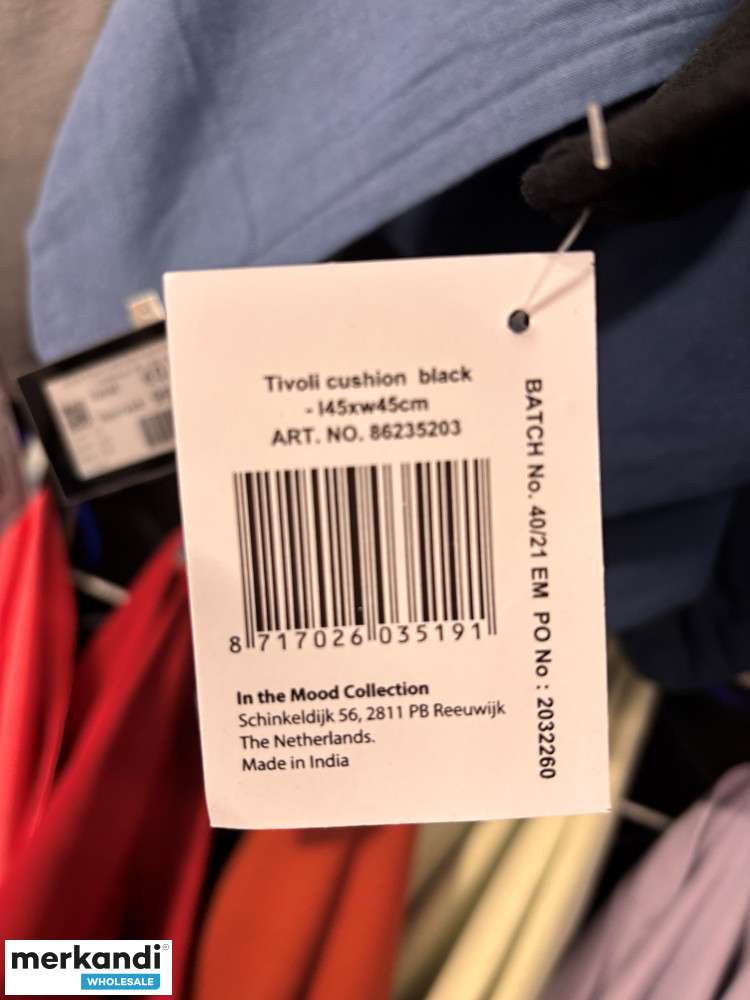 Tivoli cushion black
- l45xw45cm
ART. NO. 86235203
8 717026 035191
In the Mood Collection
Schinkeldijk 56, 2811 PB Reeuwijk
The Netherlands.
Made in India
BATCH No. 40/21 EM PO No : 2032260
merkandi®
WHOLESALE